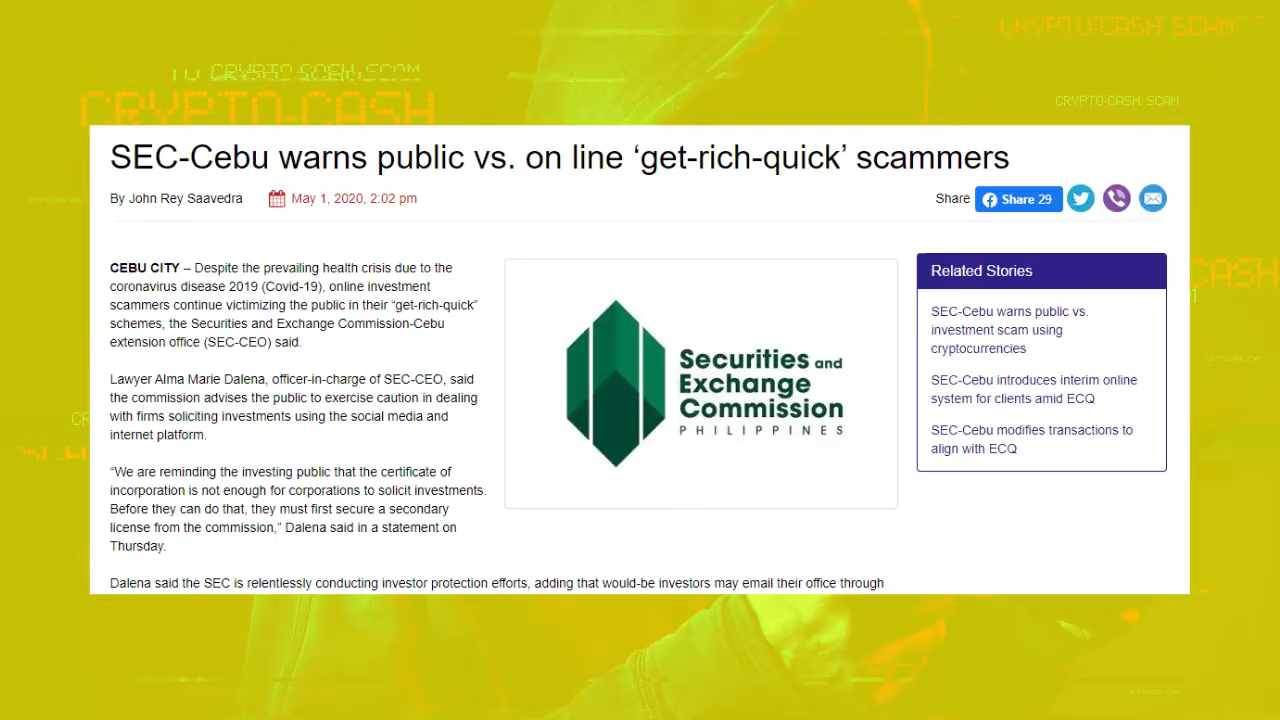 CRYPTO-CASH SCAM
CRYPTO CASH SCAM
CRYPTO-CASH
CRYPTO CASH SCAM
SEC-Cebu warns public vs. on line ‘get-rich-quick’ scammers
By John Rey Saavedra
May 1, 2020, 2:02 pm
Share
Share 29
CEBU CITY – Despite the prevailing health crisis due to the
coronavirus disease 2019 (Covid-19), online investment
scammers continue victimizing the public in their “get-rich-quick”
schemes, the Securities and Exchange Commission-Cebu
extension office (SEC-CEO) said.
Lawyer Alma Marie Dalena, officer-in-charge of SEC-CEO, said
the commission advises the public to exercise caution in dealing
with firms soliciting investments using the social media and
internet platform.
“We are reminding the investing public that the certificate of
incorporation is not enough for corporations to solicit investments.
Before they can do that, they must first secure a secondary
license from the commission,” Dalena said in a statement on
Thursday.
Dalena said the SEC is relentlessly conducting investor protection efforts, adding that would-be investors may email their office through
Securities and
Exchange
Commission
PHILIPPINES
Related Stories
SEC-Cebu warns public vs.
investment scam using
cryptocurrencies
SEC-Cebu introduces interim online
system for clients amid ECQ
SEC-Cebu modifies transactions to
align with ECQ
CASH